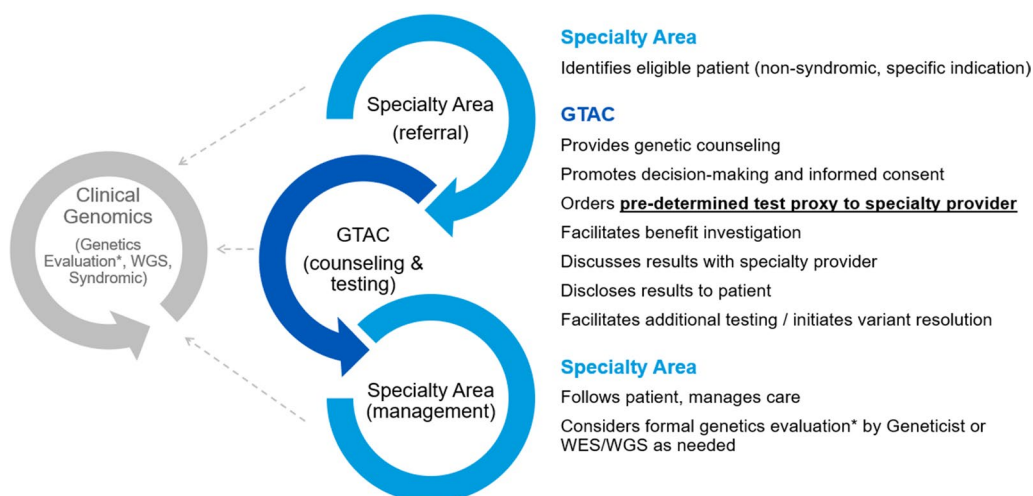 Clinical
Genomics
(Genetics
Evaluation*, WGS,
Syndromic)
Specialty Area
(referral)
GTAC
(counseling &
testing)
Specialty Area
(management)
Specialty Area
Identifies eligible patient (non-syndromic, specific indication)
GTAC
Provides genetic counseling
Promotes decision-making and informed consent
Orders pre-determined test proxy to specialty provider
Facilitates benefit investigation
Discusses results with specialty provider
Discloses results to patient
Facilitates additional testing / initiates variant resolution
Specialty Area
Follows patient, manages care
Considers formal genetics evaluation* by Geneticist or
WES/WGS as needed